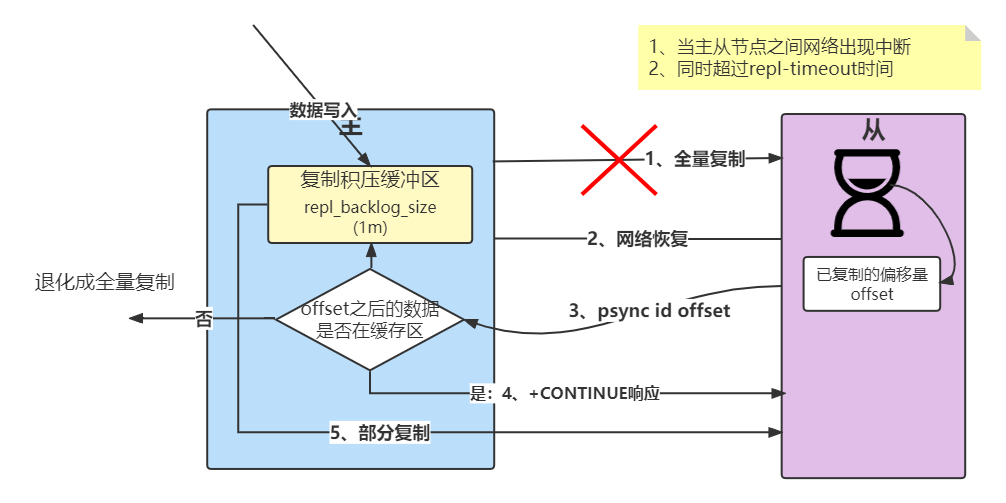 1、当主从节点之间网络出现中断
2、同时超过repl-timeout时间
数据写入
主
从
1、全量复制
复制积压缓冲区
repl_backlog_size
(1m)
2、网络恢复
已复制的偏移量
offset
退化成全量复制
否
offset之后的数据
是否在缓存区
3、psync id offset
是：4、+CONTINUE响应
5、部分复制